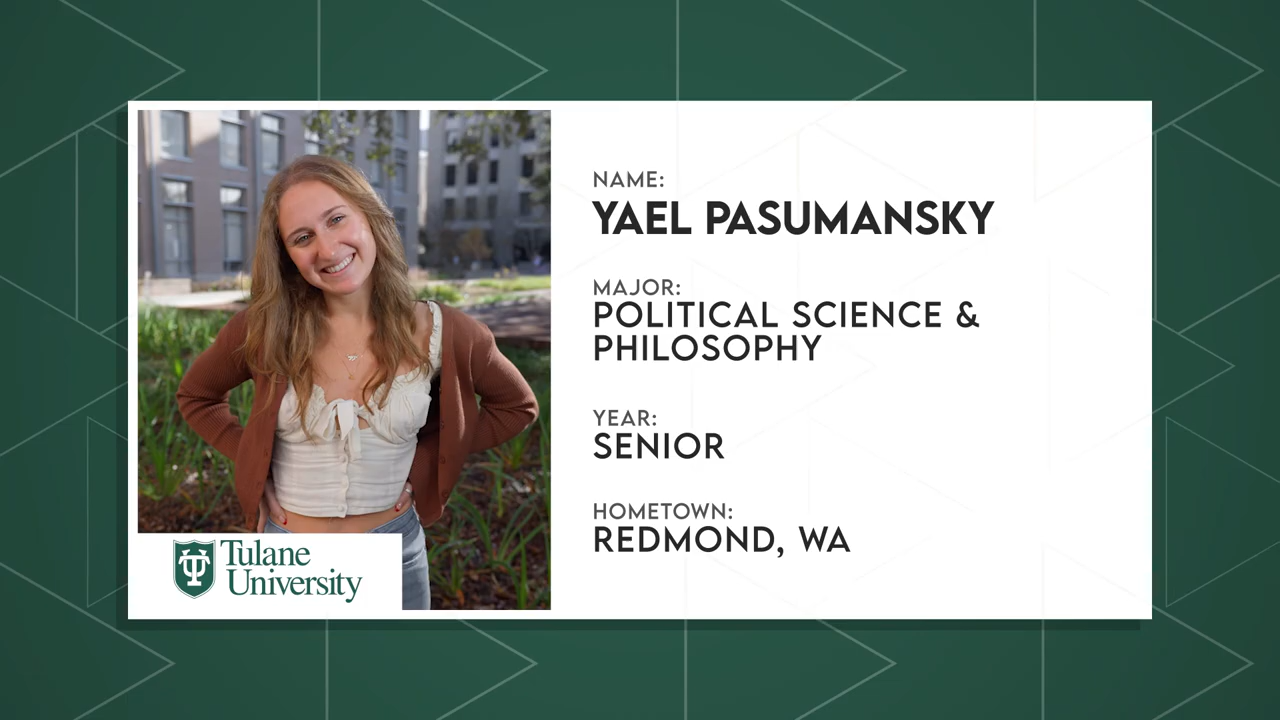 NAME:
YAEL PASUMANSKY
MAJOR:
POLITICAL SCIENCE &
PHILOSOPHY
YEAR:
SENIOR
HOMETOWN:
REDMOND, WA
Tulane
University